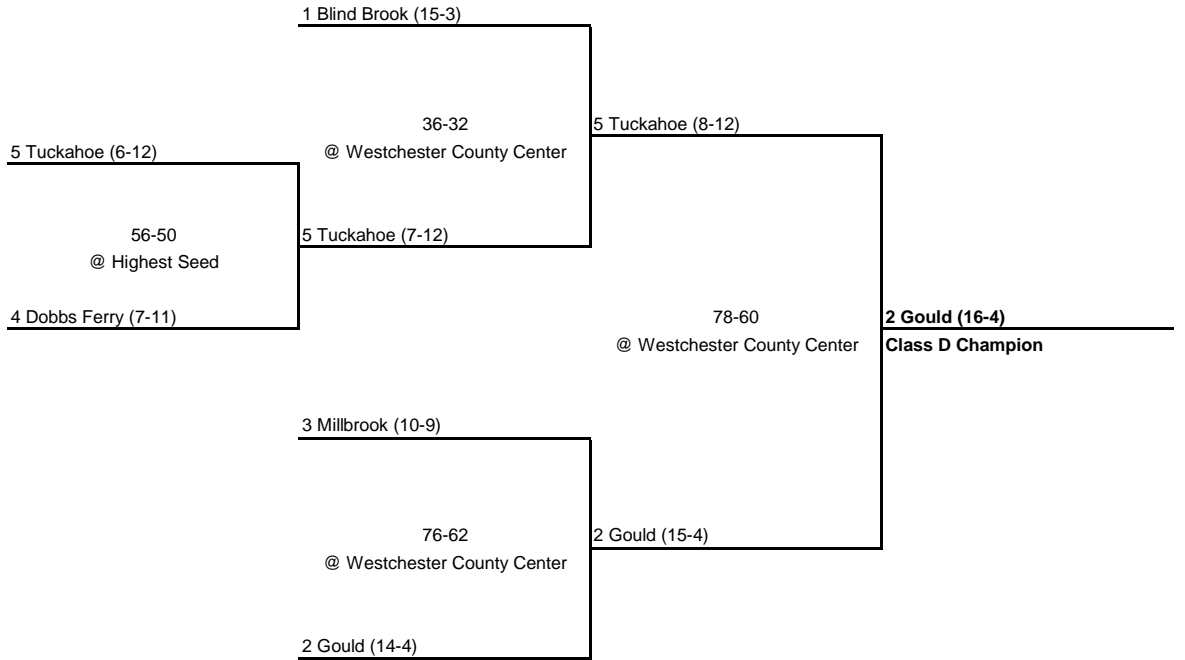 1 Blind Brook (15-3)
36-32
5 Tuckahoe (8-12)
5 Tuckahoe (6-12)
@ Westchester County Center
56-50
5 Tuckahoe (7-12)
@ Highest Seed
4 Dobbs Ferry (7-11)
78-60
2 Gould (16-4)
@ Westchester County Center
Class D Champion
3 Millbrook (10-9)
76-62
2 Gould (15-4)
@ Westchester County Center
2 Gould (14-4)